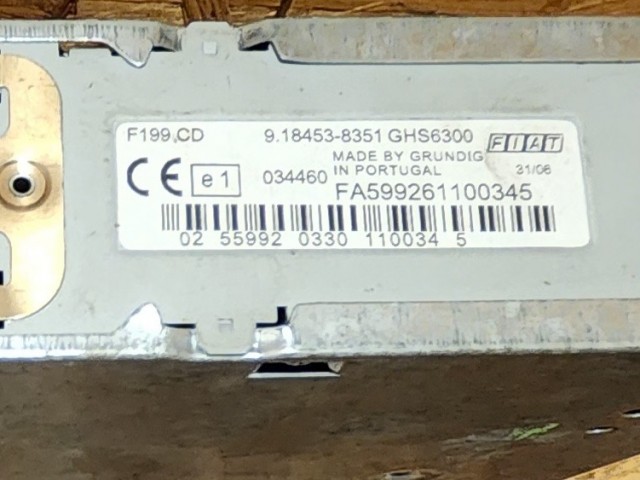 F199,CD 9.18453-8351 GHS6300 FIAT
MADE BY GRUNDIG
IN PORTUGAL 31/06
CE e1 034460 FA599261100345
02 55992 0330 110034 5